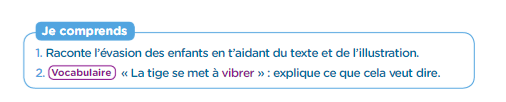 Je comprends
1. Raconte l'évasion des enfants en t'aidant du texte et de l'illustration.
2. Vocabulaire « La tige se met à vibrer » : explique ce que cela veut dire.